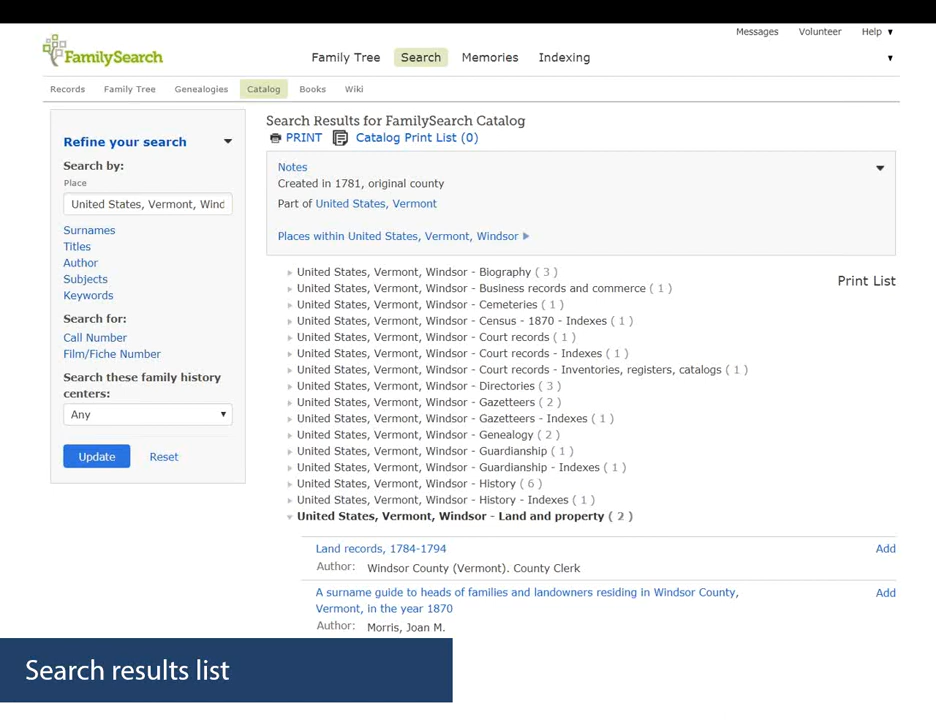 Messages Volunteer Help ▼
FamilySearch
Family Tree Search Memories Indexing
Records Family Tree Genealogies Catalog Books Wiki
Refine your search
Search by:
Place
United States, Vermont, Wind
Surnames
Titles
Author
Subjects
Keywords
Search for:
Call Number
Film/Fiche Number
Search these family history
centers:
Any
Update Reset
Search Results for FamilySearch Catalog
PRINT Catalog Print List (0)
Notes
Created in 1781, original county
Part of United States, Vermont
Places within United States, Vermont, Windsor
Print List
United States, Vermont, Windsor - Biography ( 3 )
United States, Vermont, Windsor - Business records and commerce ( 1 )
United States, Vermont, Windsor - Cemeteries ( 1 )
United States, Vermont, Windsor - Census - 1870 - Indexes ( 1 )
United States, Vermont, Windsor - Court records ( 1 )
United States, Vermont, Windsor - Court records - Indexes ( 1 )
United States, Vermont, Windsor - Court records - Inventories, registers, catalogs ( 1 )
United States, Vermont, Windsor - Directories ( 3 )
United States, Vermont, Windsor - Gazetteers ( 2 )
United States, Vermont, Windsor - Gazetteers - Indexes ( 1 )
United States, Vermont, Windsor - Genealogy ( 2 )
United States, Vermont, Windsor - Guardianship ( 1 )
United States, Vermont, Windsor - Guardianship - Indexes ( 1 )
United States, Vermont, Windsor - History ( 6 )
United States, Vermont, Windsor - History - Indexes ( 1 )
United States, Vermont, Windsor - Land and property ( 2 )
Land records, 1784-1794 Add
Author: Windsor County (Vermont). County Clerk
A surname guide to heads of families and landowners residing in Windsor County, Add
Vermont, in the year 1870
Author: Morris, Joan M.
Search results list